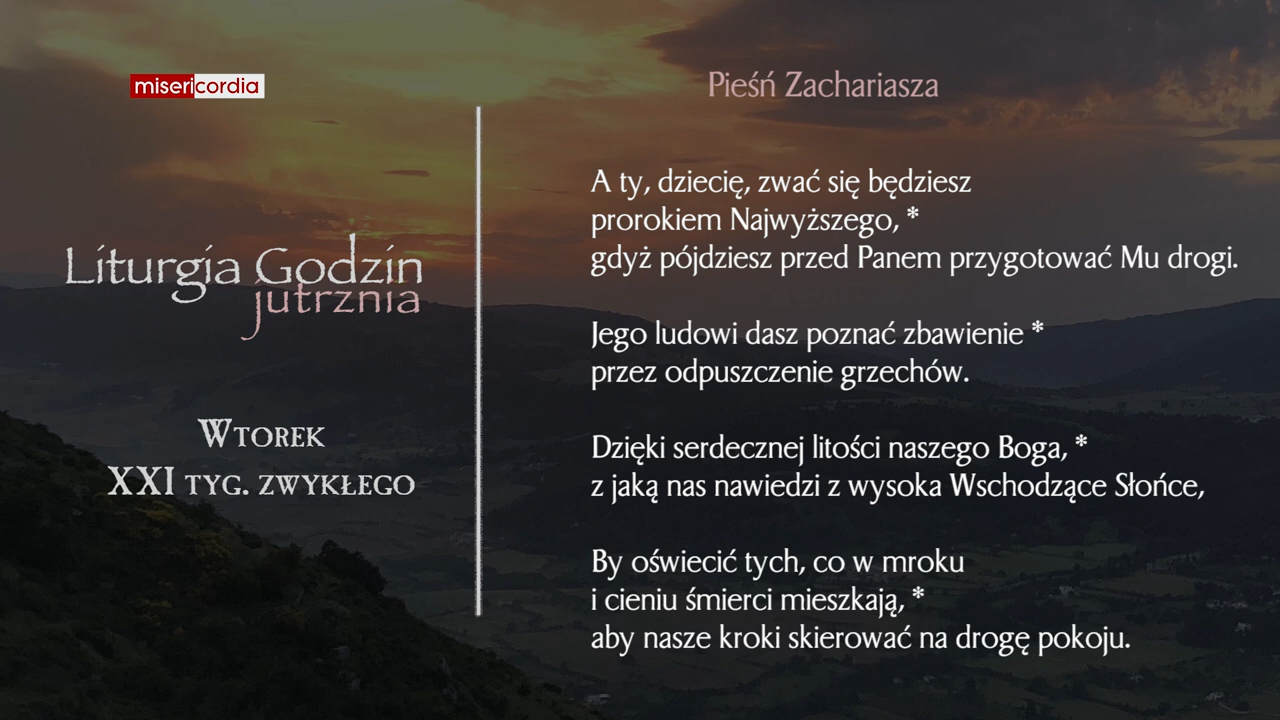 misericordia
Liturgia Godzin
jutrznia
Wtorek
XXI tyg. zwykłego
Pieśń Zachariasza
A ty, dziecię, zwać się będziesz
prorokiem Najwyższego, *
gdyż pójdziesz przed Panem przygotować Mu drogi.
Jego ludowi dasz poznać zbawienie *
przez odpuszczenie grzechów.
Dzięki serdecznej litości naszego Boga, *
z jaką nas nawiedzi z wysoka Wschodzące Słońce,
By oświecić tych, co w mroku
i cieniu śmierci mieszkają, *
aby nasze kroki skierować na drogę pokoju.